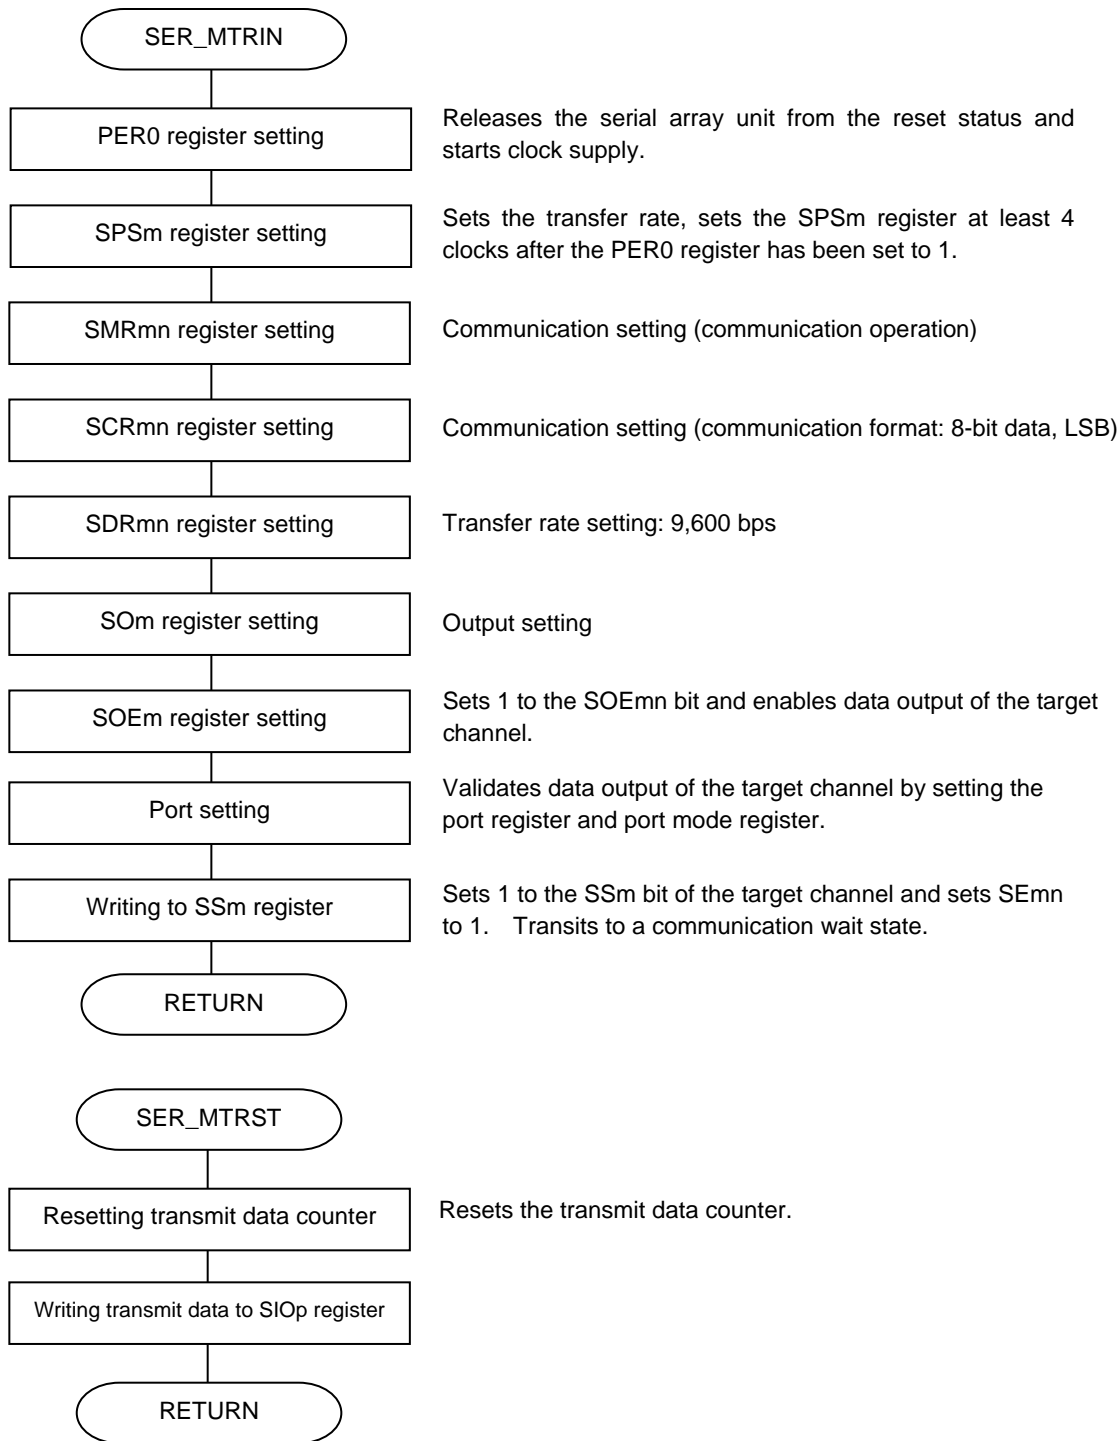 SER_MTRIN
PER0 register setting
Releases the serial array unit from the reset status and
starts clock supply.
SPSm register setting
Sets the transfer rate, sets the SPSm register at least 4
clocks after the PER0 register has been set to 1.
SMRmn register setting
Communication setting (communication operation)
SCRmn register setting
Communication setting (communication format: 8-bit data, LSB)
SDRmn register setting
Transfer rate setting: 9,600 bps
SOm register setting
Output setting
SOEm register setting
Sets 1 to the SOEmn bit and enables data output of the target
channel.
Port setting
Validates data output of the target channel by setting the
port register and port mode register.
Writing to SSm register
Sets 1 to the SSm bit of the target channel and sets SEmn
to 1. Transits to a communication wait state.
RETURN
SER_MTRST
Resetting transmit data counter
Resets the transmit data counter.
Writing transmit data to SIOp register
RETURN